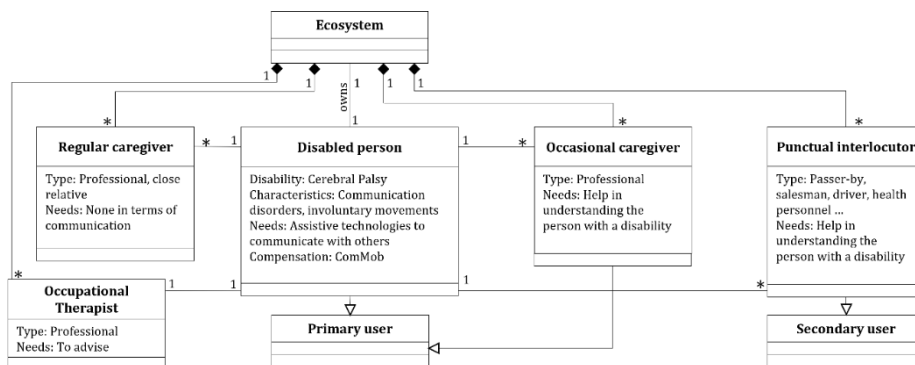 Ecosystem
1
1
owns
1
1
1
*
*
1
*
*
Regular caregiver
Type: Professional, close
relative
Needs: None in terms of
communication
*
1
Disabled person
Disability: Cerebral Palsy
Characteristics: Communication
disorders, involuntary movements
Needs: Assistive technologies to
communicate with others
Compensation: ComMob
1
*
Occasional caregiver
Type: Professional
Needs: Help in
understanding the
person with a disability
Punctual interlocutor
Type: Passer-by,
salesman, driver, health
personnel ...
Needs: Help in
understanding the
person with a disability
*
Occupational
Therapist
Type: Professional
Needs: To advise
1
1
1
*
Primary user
Secondary user